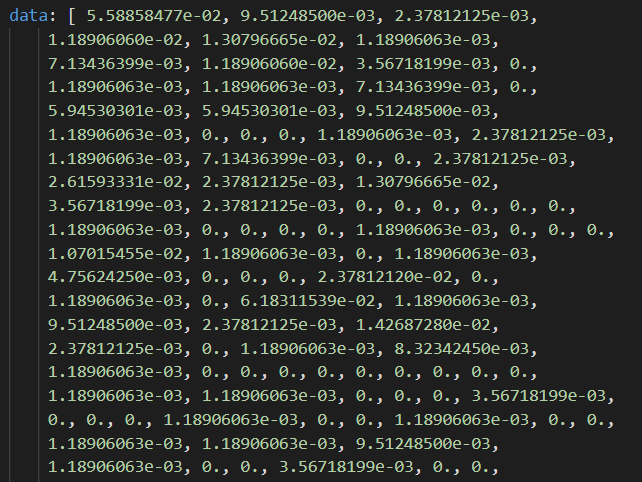 data: [ 5.58858477e-02, 9.51248500e-03, 2.37812125e-03,
1.18906060e-02, 1.30796665e-02, 1.18906063e-03,
7.13436399e-03, 1.18906060e-02, 3.56718199e-03, 0.,
1.18906063e-03, 1.18906063e-03, 7.13436399e-03, 0.,
5.94530301e-03, 5.94530301e-03, 9.51248500e-03,
1.18906063e-03, 0., 0., 0., 1.18906063e-03, 2.37812125e-03,
1.18906063e-03, 7.13436399e-03, 0., 0., 2.37812125e-03,
2.61593331e-02, 2.37812125e-03, 1.30796665e-02,
3.56718199e-03, 2.37812125e-03, 0., 0., 0., 0., 0., 0.,
1.18906063e-03, 0., 0., 0., 0., 1.18906063e-03, 0., 0., 0.,
1.07015455e-02, 1.18906063e-03, 0., 1.18906063e-03,
4.75624250e-03, 0., 0., 0., 2.37812120e-02, 0.,
1.18906063e-03, 0., 6.18311539e-02, 1.18906063e-03,
9.51248500e-03, 2.37812125e-03, 1.42687280e-02,
2.37812125e-03, 0., 1.18906063e-03, 8.32342450e-03,
1.18906063e-03, 0., 0., 0., 0., 0., 0., 0., 0., 0.,
1.18906063e-03, 1.18906063e-03, 0., 0., 0., 3.56718199e-03,
0., 0., 0., 1.18906063e-03, 0., 0., 1.18906063e-03, 0., 0.,
1.18906063e-03, 1.18906063e-03, 9.51248500e-03,
1.18906063e-03, 0., 0., 3.56718199e-03, 0., 0.,